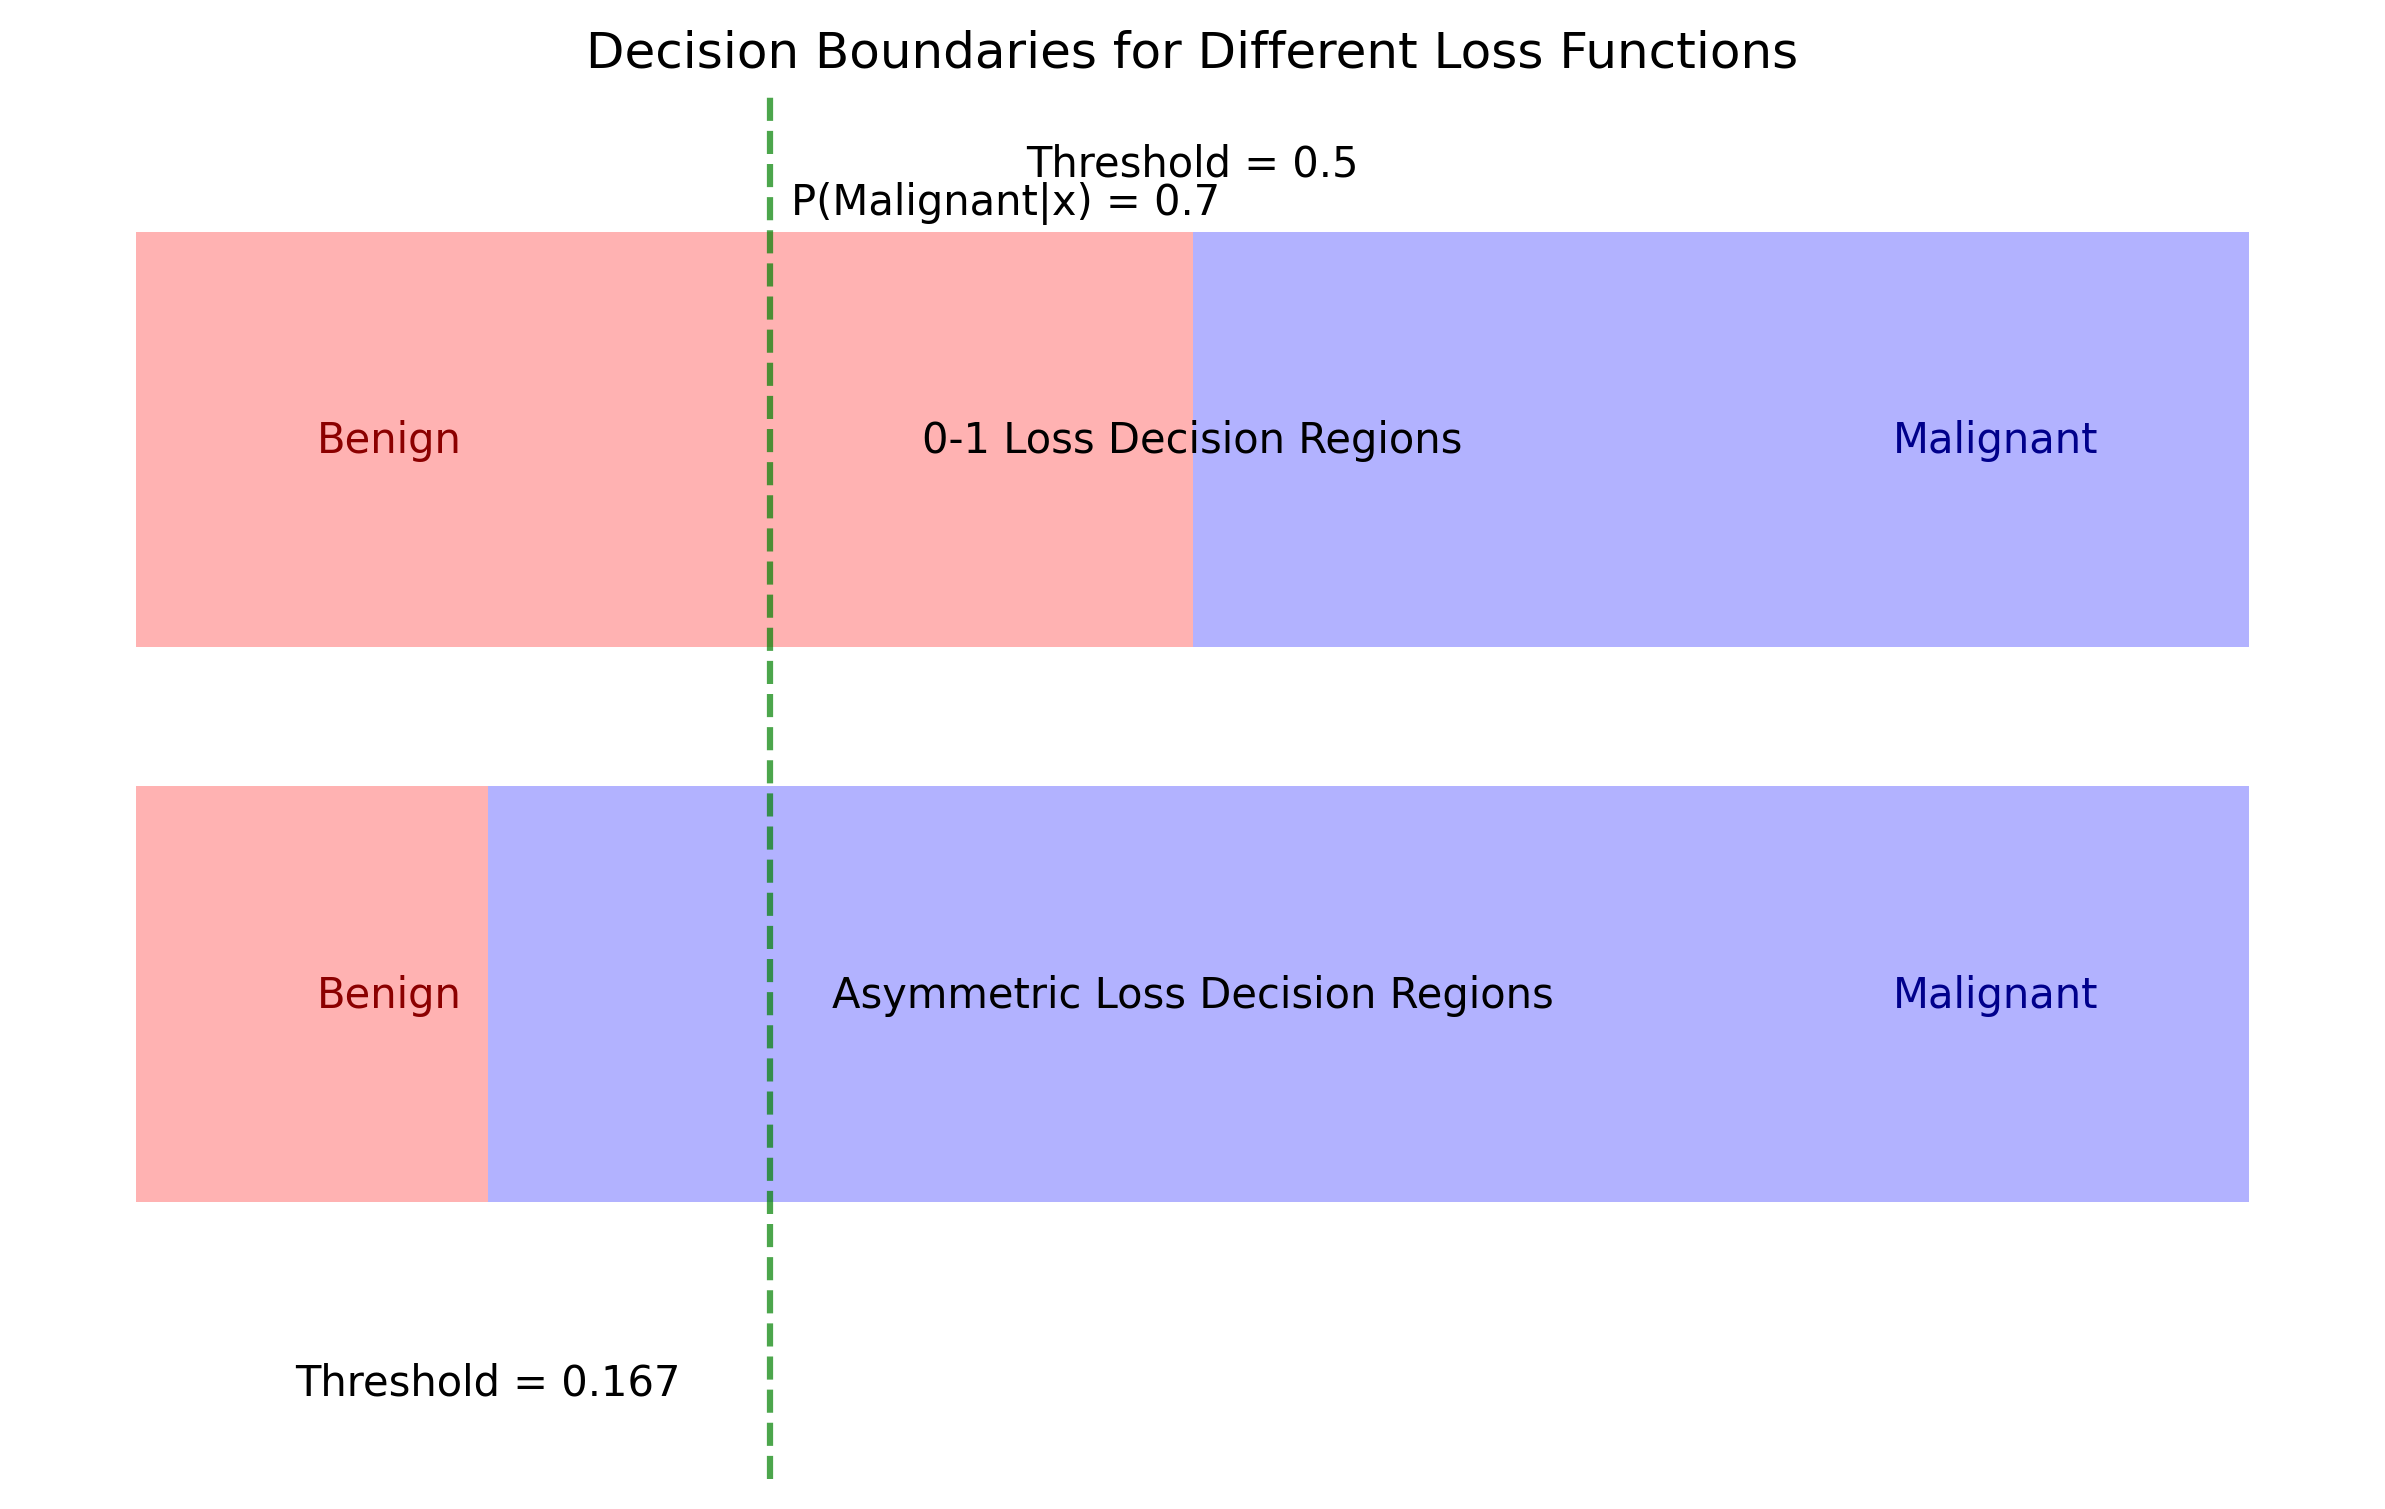 Decision Boundaries for Different Loss Functions
Threshold = 0.5
P(Malignant|x) = 0.7
Benign
0-1 Loss Decision Regions
Malignant
Benign
Asymmetric Loss Decision Regions
Malignant
Threshold = 0.167